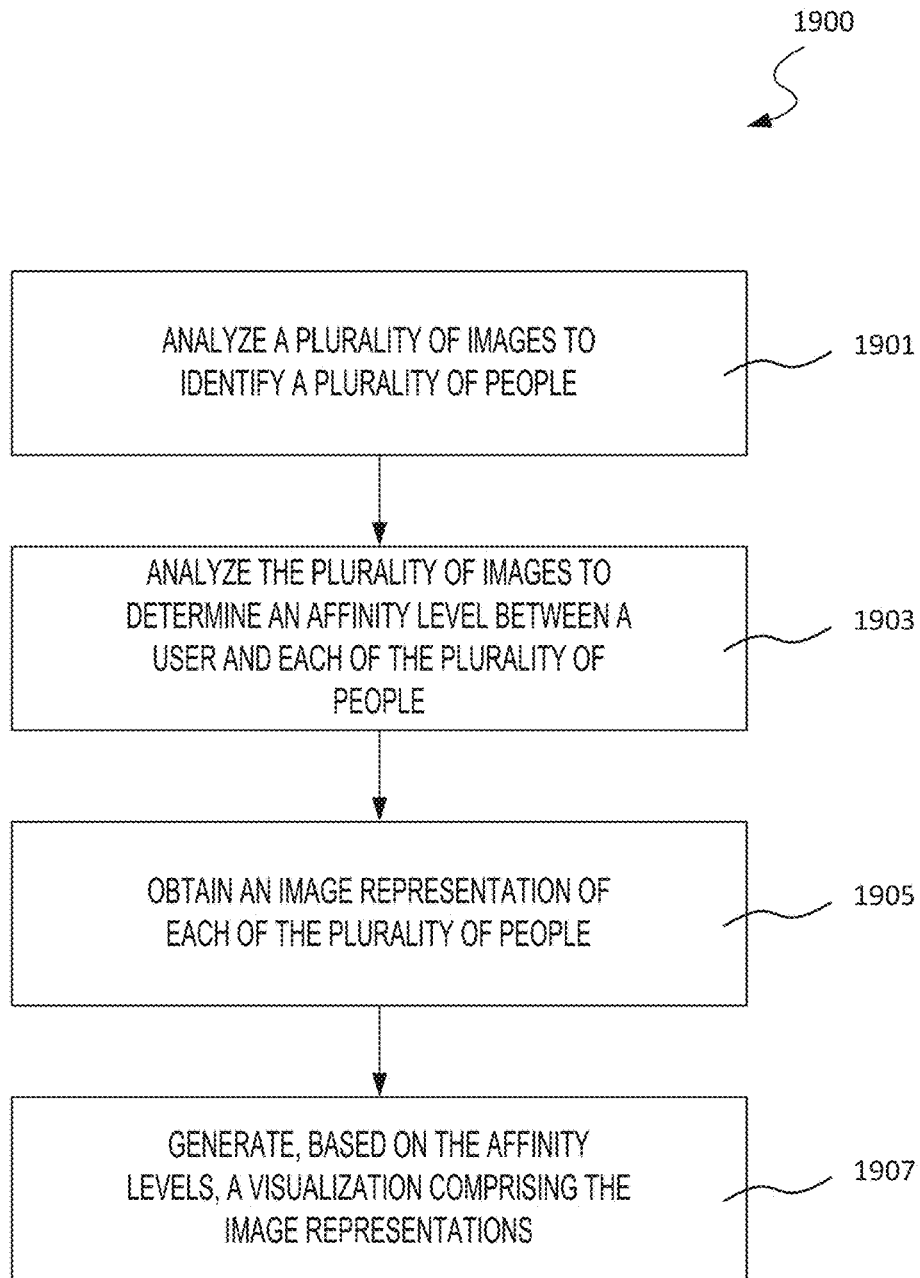 1900
ANALYZE A PLURALITY OF IMAGES TO
IDENTIFY A PLURALITY OF PEOPLE
1901
ANALYZE THE PLURALITY OF IMAGES TO
DETERMINE AN AFFINITY LEVEL BETWEEN A
USER AND EACH OF THE PLURALITY OF
PEOPLE
1903
OBTAIN AN IMAGE REPRESENTATION OF
EACH OF THE PLURALITY OF PEOPLE
1905
GENERATE, BASED ON THE AFFINITY
LEVELS, A VISUALIZATION COMPRISING THE
IMAGE REPRESENTATIONS
1907